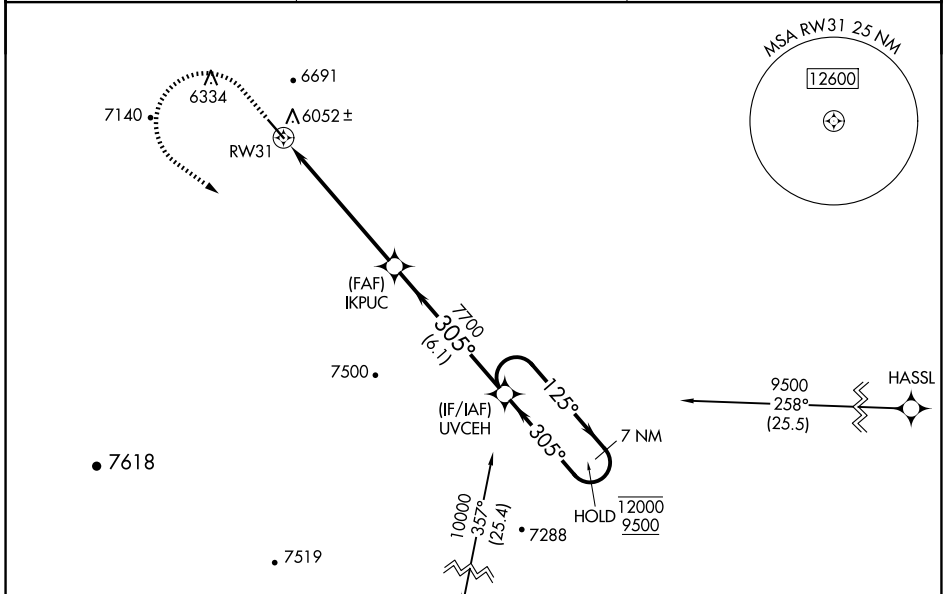 MSA RW31 25 NM
12600
6691
6334
7140
6052 ±
RW31
(FAF)
IKPUC
7700
305°
(6.1)
7500
HASSL
9500
258°
(25.5)
(IF/IAF)
UVCEH
125°
305°
7 NM
7618
HOLD
12000
9500
10000
357°
(25.4)
7288
7519